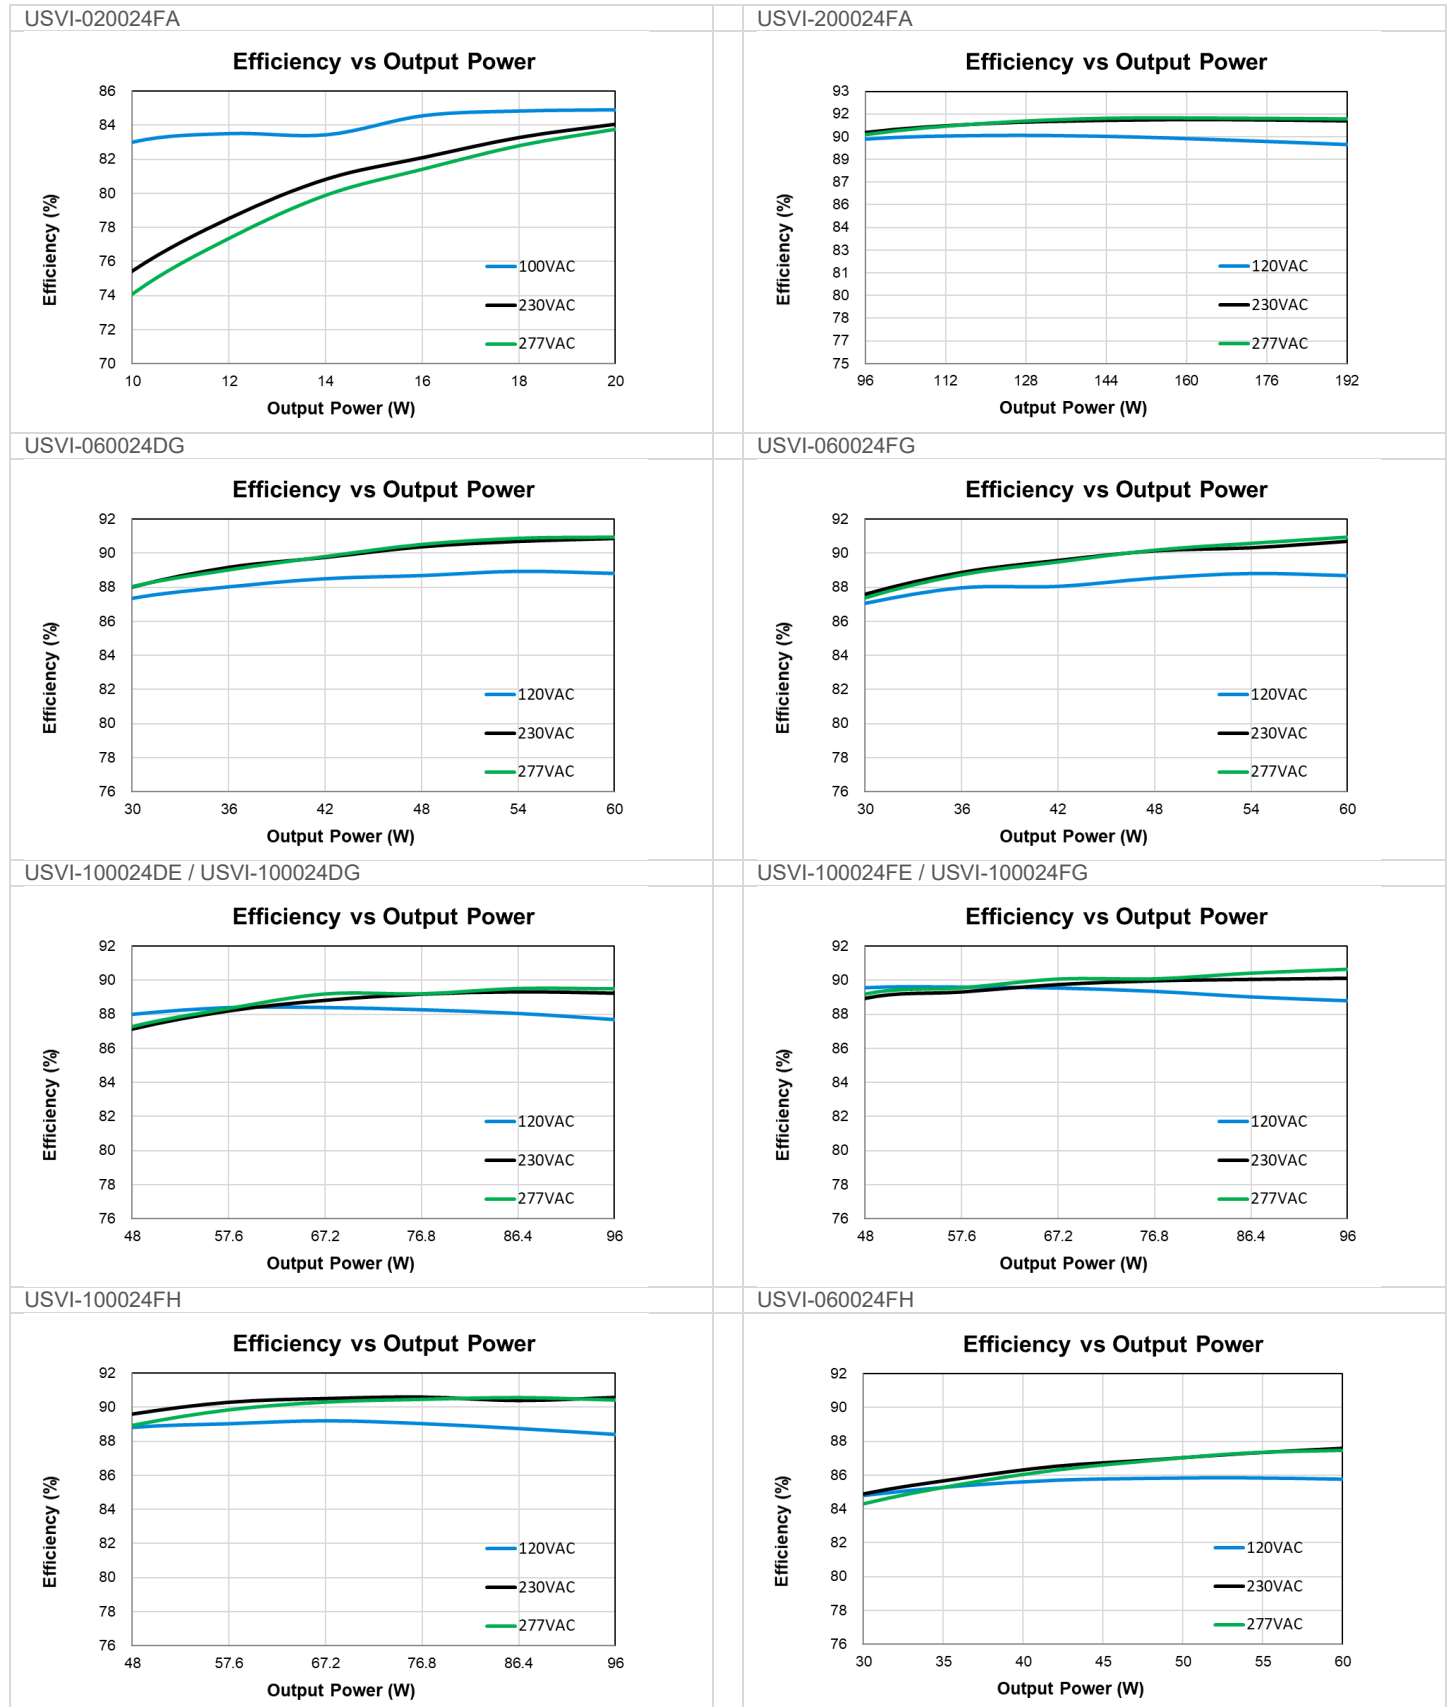 USVI-020024FA
Efficiency vs Output Power
86
84
82
80
78
76
74
72
70
Efficiency (%)
100VAC
230VAC
277VAC
10 12 14 16 18 20
Output Power (W)
USVI-200024FA
Efficiency vs Output Power
93
92
90
89
87
86
84
83
81
80
78
77
75
Efficiency (%)
120VAC
230VAC
277VAC
96 112 128 144 160 176 192
Output Power (W)
USVI-060024DG
Efficiency vs Output Power
92
90
88
86
84
82
80
78
76
Efficiency (%)
120VAC
230VAC
277VAC
30 36 42 48 54 60
Output Power (W)
USVI-060024FG
Efficiency vs Output Power
92
90
88
86
84
82
80
78
76
Efficiency (%)
120VAC
230VAC
277VAC
30 36 42 48 54 60
Output Power (W)
USVI-100024DE / USVI-100024DG
Efficiency vs Output Power
92
90
88
86
84
82
80
78
76
Efficiency (%)
120VAC
230VAC
277VAC
48 57.6 67.2 76.8 86.4 96
Output Power (W)
USVI-100024FE / USVI-100024FG
Efficiency vs Output Power
92
90
88
86
84
82
80
78
76
Efficiency (%)
120VAC
230VAC
277VAC
48 57.6 67.2 76.8 86.4 96
Output Power (W)
USVI-100024FH
Efficiency vs Output Power
92
90
88
86
84
82
80
78
76
Efficiency (%)
120VAC
230VAC
277VAC
48 57.6 67.2 76.8 86.4 96
Output Power (W)
USVI-060024FH
Efficiency vs Output Power
92
90
88
86
84
82
80
78
76
Efficiency (%)
120VAC
230VAC
277VAC
30 35 40 45 50 55 60
Output Power (W)